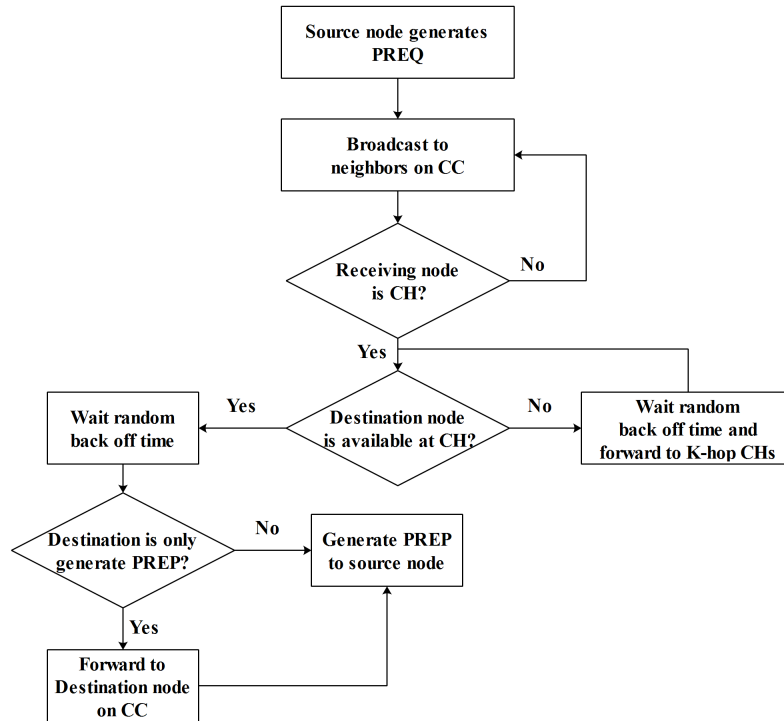 Source node generates
PREQ
Broadcast to
neighbors on CC
Receiving node
is CH?
No
Yes
Wait random
back off time
Yes
Destination node
is available at CH?
No
Wait random
back off time and
forward to K-hop CHs
Destination is only
generate PREP?
No
Generate PREP
to source node
Yes
Forward to
Destination node
on CC